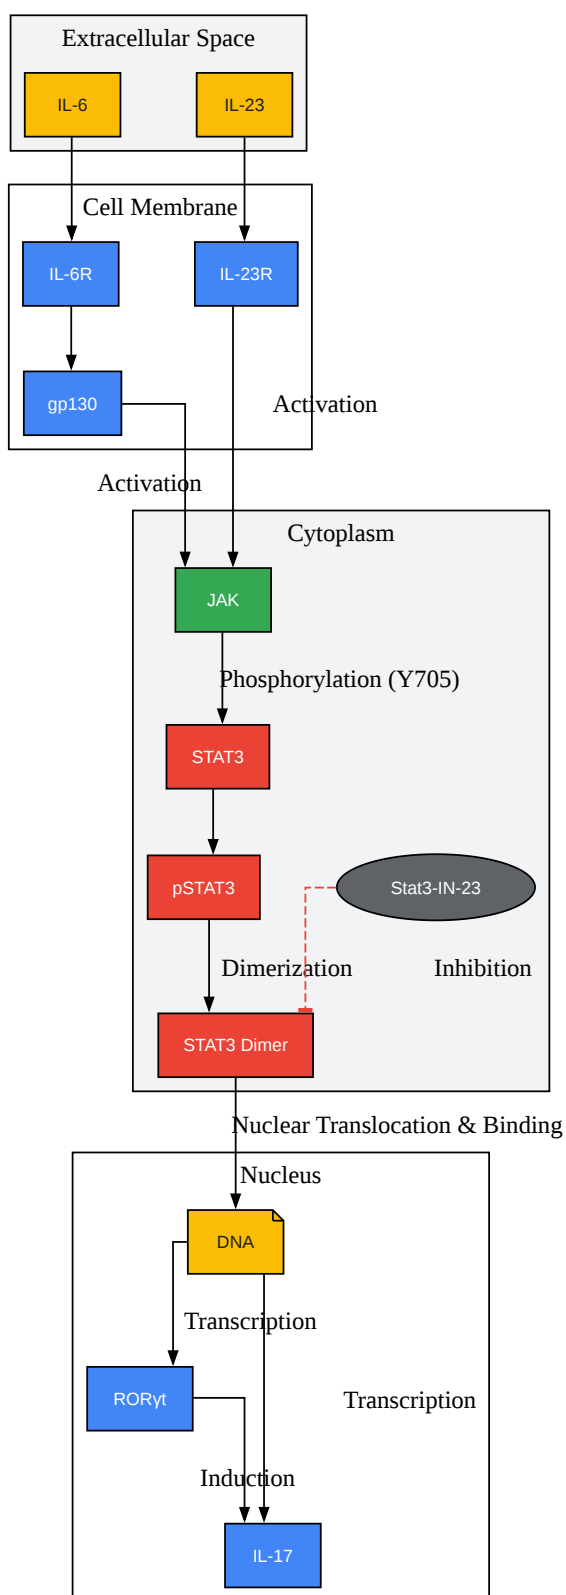 Extracellular Space
IL-6
IL-23
Cell Membrane
IL-6R
IL-23R
gp130
Activation
Activation
Cytoplasm
JAK
Phosphorylation (Y705)
STAT3
pSTAT3
Stat3-IN-23
Dimerization
Inhibition
STAT3 Dimer
Nuclear Translocation & Binding
Nucleus
DNA
Transcription
RORγt
Transcription
Induction
IL-17